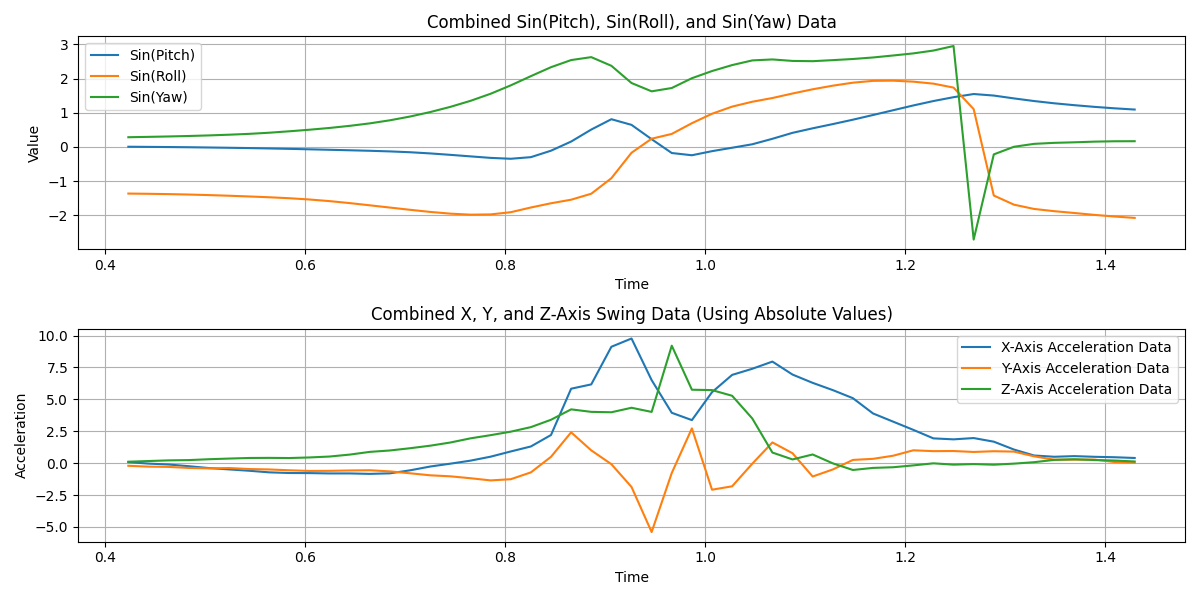 Combined Sin(Pitch), Sin(Roll), and Sin(Yaw) Data
Sin(Pitch)
Sin(Roll)
Sin(Yaw)
3
2
1
0
−1
−2
Value
0.4 0.6 0.8 1.0 1.2 1.4
Time
Combined X, Y, and Z-Axis Swing Data (Using Absolute Values)
X-Axis Acceleration Data
Y-Axis Acceleration Data
Z-Axis Acceleration Data
10.0
7.5
5.0
2.5
0.0
−2.5
−5.0
Acceleration
0.4 0.6 0.8 1.0 1.2 1.4
Time